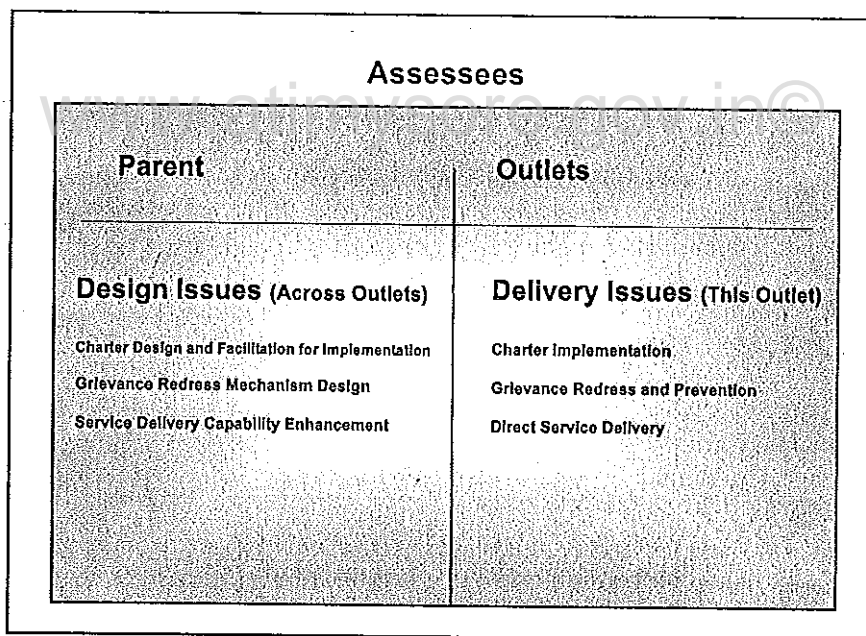 Assessees
www.atimysore.gov.in©
Parent
Outlets
Design Issues (Across Outlets)
Charter Design and Facilitation for Implementation
Grievance Redress Mechanism Design
Service Delivery Capability Enhancement
Delivery Issues (This Outlet)
Charter Implementation
Grievance Redress and Prevention
Direct Service Delivery